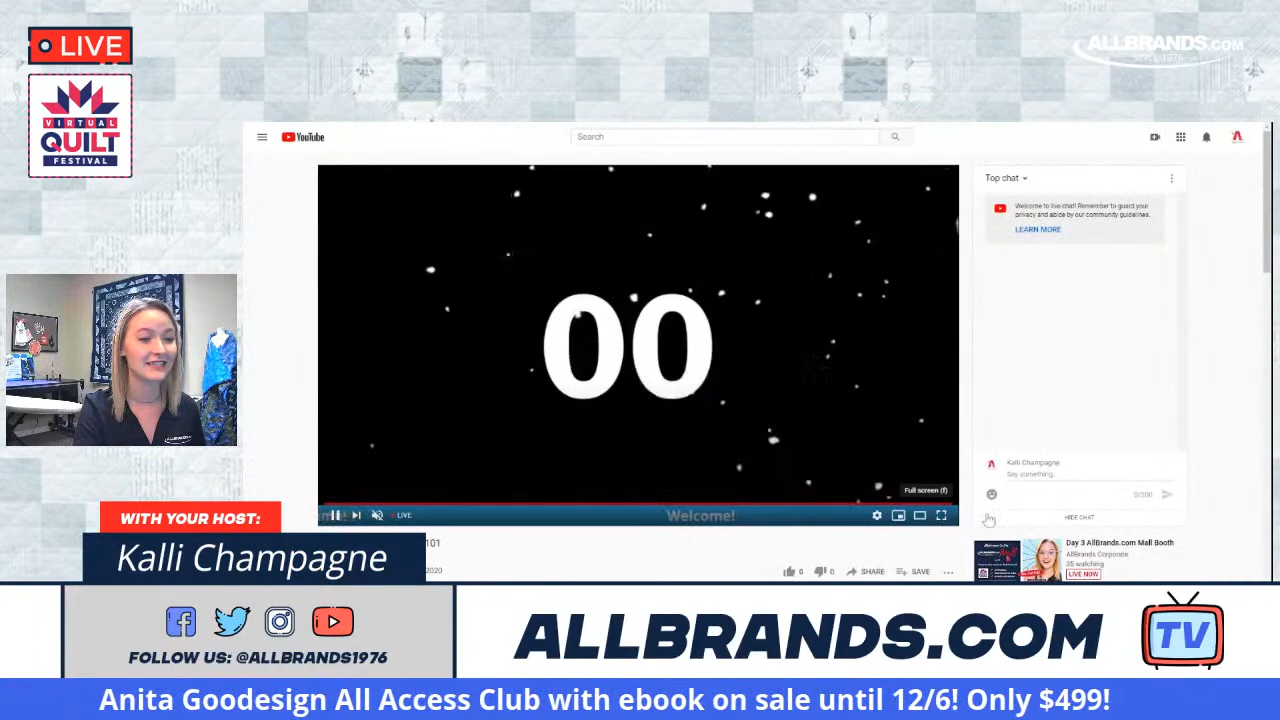 LIVE
VIRTUAL
QUILT
FESTIVAL
ALLBRANDS.COM
SINCE 1976
YouTube
Search
Top chat
Welcome to live chat! Remember to guard your
privacy and abide by our community guidelines.
LEARN MORE
00
Kalli Champagne
Say something...
0/200
HIDE CHAT
Full screen (f)
LIVE
Welcome!
101
2020
0
0
SHARE
SAVE
Day 3 AllBrands.com Mall Booth
AllBrands Corporate
35 watching
LIVE NOW
WITH YOUR HOST:
Kalli Champagne
FOLLOW US: @ALLBRANDS1976
ALLBRANDS.COM
TV
Anita Goodesign All Access Club with ebook on sale until 12/6! Only $499!